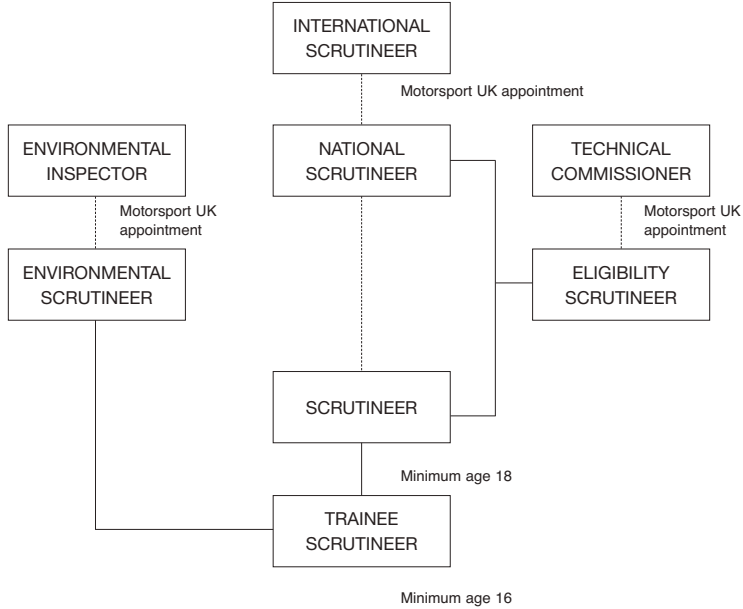 INTERNATIONAL
SCRUTINEER
Motorsport UK appointment
ENVIRONMENTAL
INSPECTOR
NATIONAL
SCRUTINEER
TECHNICAL
COMMISSIONER
Motorsport UK
appointment
Motorsport UK
appointment
ENVIRONMENTAL
SCRUTINEER
ELIGIBILITY
SCRUTINEER
SCRUTINEER
Minimum age 18
TRAINEE
SCRUTINEER
Minimum age 16